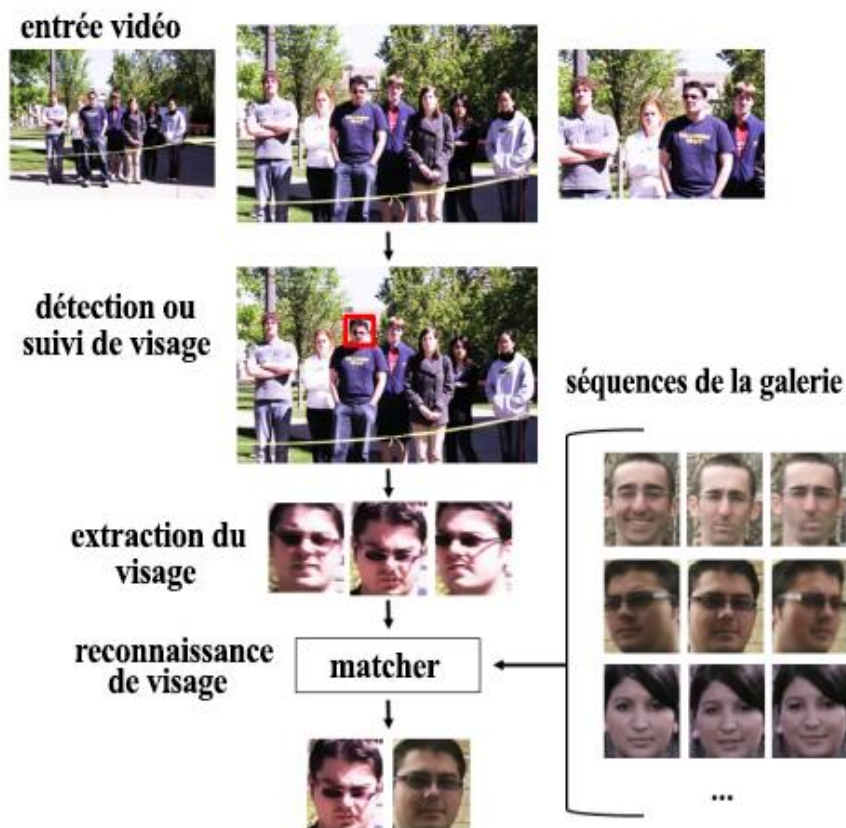 entrée vidéo
détection ou
suivi de visage
séquences de la galerie
extraction du
visage
reconnaissance
de visage
matcher
...